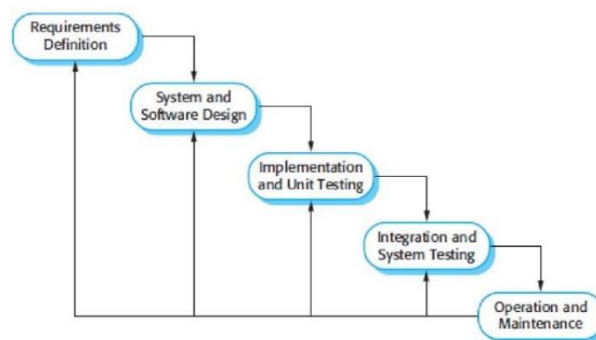 Requirements
Definition
System and
Software Design
Implementation
and Unit Testing
Integration and
System Testing
Operation and
Maintenance